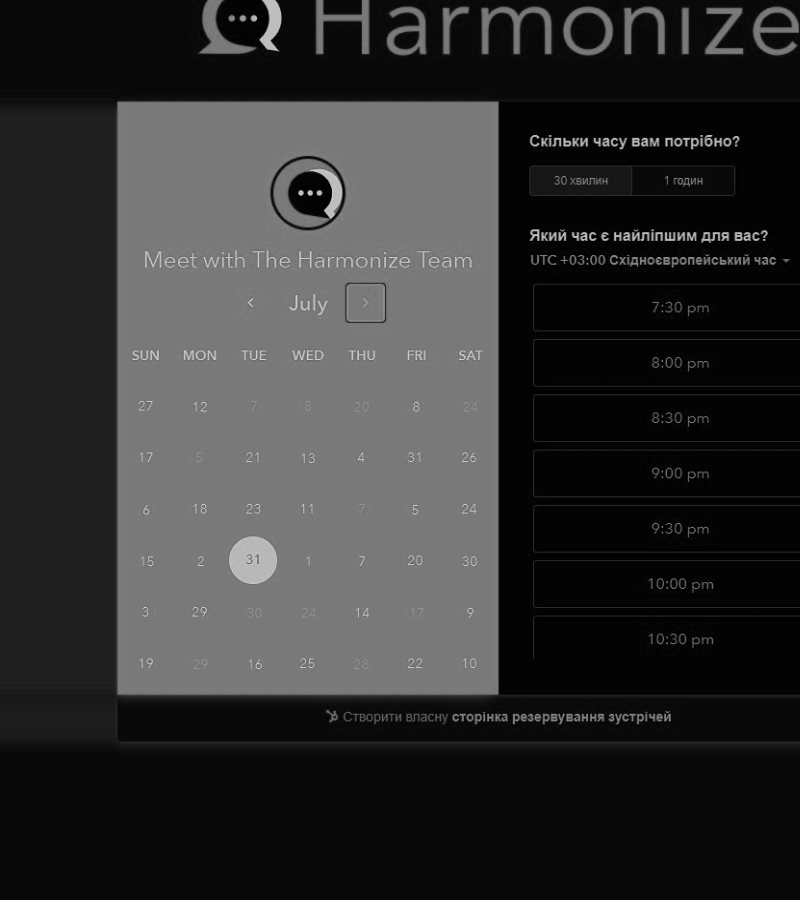 Harmonize
Meet with The Harmonize Team
July
SUN MON TUE WED THU FRI SAT
27 12 7 8 20 8 24
17 5 21 13 4 31 26
6 18 23 11 7 5 24
15 2 31 1 7 20 30
3 29 30 24 14 17 9
19 29 16 25 28 22 10
Скільки часу вам потрібно?
30 хвилин 1 годин
Який час є найліпшим для вас?
UTC +03:00 Східноєвропейський час
7:30 pm
8:00 pm
8:30 pm
9:00 pm
9:30 pm
10:00 pm
10:30 pm
Створити власну сторінка резервування зустрічей